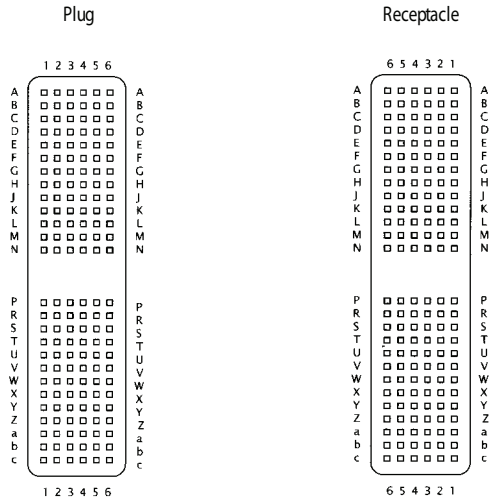 Plug Receptacle
1 2 3 4 5 6 6 5 4 3 2 1
A A A A
B B B B
C C C C
D D D D
E E E E
F F F F
G G G G
H H H H
J J J J
K K K K
L L L L
M M M M
N N N N
P P P P
R R R R
S S S S
T T T T
U U U U
V V V V
W W W W
X X X X
Y Y Y Y
Z Z Z Z
a a a a
b b b b
c c c c
1 2 3 4 5 6 6 5 4 3 2 1